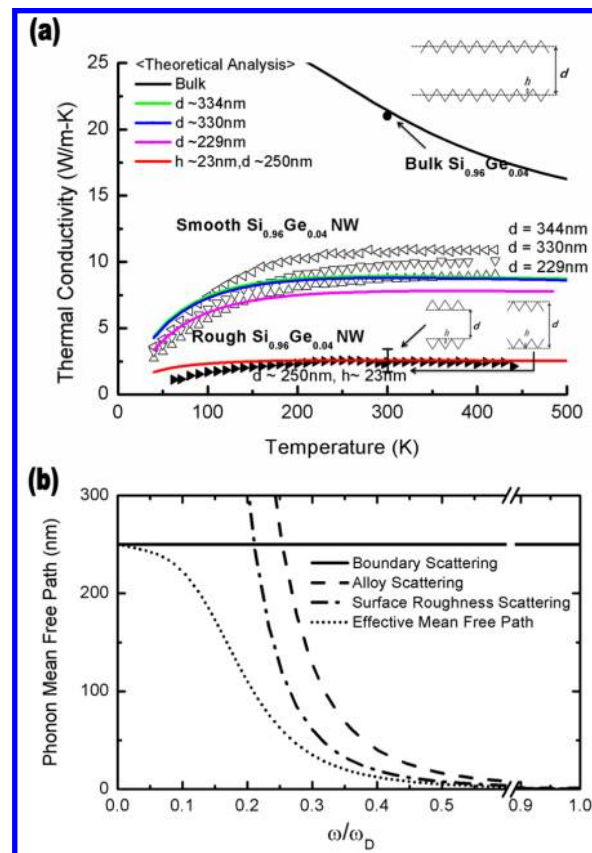 (a)
<Theoretical Analysis>
Bulk
d ~334nm
d ~330nm
d ~229nm
h ~23nm,d ~250nm
d
h
Bulk Si0.96Ge0.04
Smooth Si0.96Ge0.04 NW
d = 344nm
d = 330nm
d = 229nm
Rough Si0.96Ge0.04 NW
h
d
h
d
d ~ 250nm, h~ 23nm
25
20
15
10
5
0
Thermal Conductivity (W/m-K)
0 100 200 300 400 500
Temperature (K)
(b)
300
200
100
0
Phonon Mean Free Path (nm)
Boundary Scattering
Alloy Scattering
Surface Roughness Scattering
Effective Mean Free Path
0.0 0.1 0.2 0.3 0.4 0.5 0.9 1.0
ω/ωD